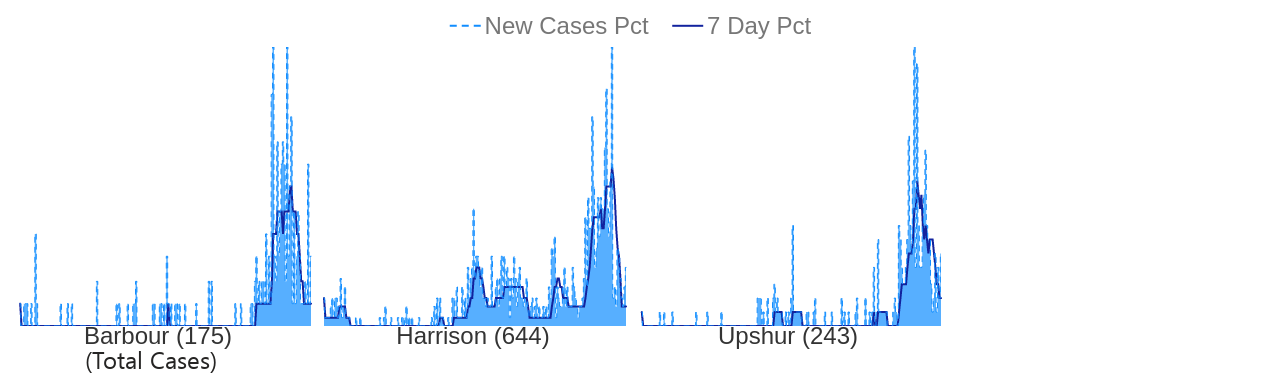 New Cases Pct 7 Day Pct
Barbour (175) Harrison (644) Upshur (243)
(Total Cases)